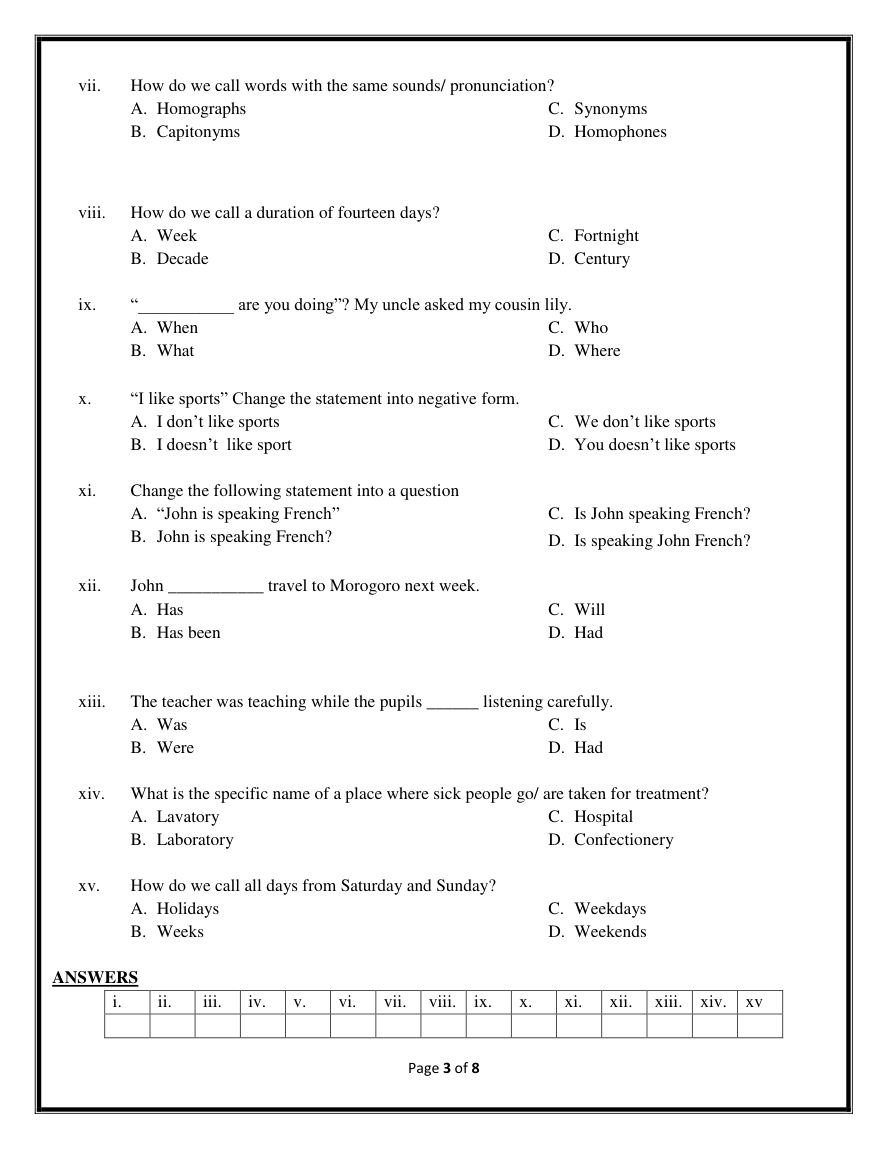 vii. How do we call words with the same sounds/ pronunciation?
A. Homographs C. Synonyms
B. Capitonyms D. Homophones
viii. How do we call a duration of fourteen days?
A. Week C. Fortnight
B. Decade D. Century
ix. “___________ are you doing”? My uncle asked my cousin lily.
A. When C. Who
B. What D. Where
x. “I like sports” Change the statement into negative form.
A. I don’t like sports C. We don’t like sports
B. I doesn’t like sport D. You doesn’t like sports
xi. Change the following statement into a question
A. “John is speaking French” C. Is John speaking French?
B. John is speaking French? D. Is speaking John French?
xii. John ___________ travel to Morogoro next week.
A. Has C. Will
B. Has been D. Had
xiii. The teacher was teaching while the pupils ______ listening carefully.
A. Was C. Is
B. Were D. Had
xiv. What is the specific name of a place where sick people go/ are taken for treatment?
A. Lavatory C. Hospital
B. Laboratory D. Confectionery
xv. How do we call all days from Saturday and Sunday?
A. Holidays C. Weekdays
B. Weeks D. Weekends
ANSWERS
i. ii. iii. iv. v. vi. vii. viii. ix. x. xi. xii. xiii. xiv. xv
Page 3 of 8